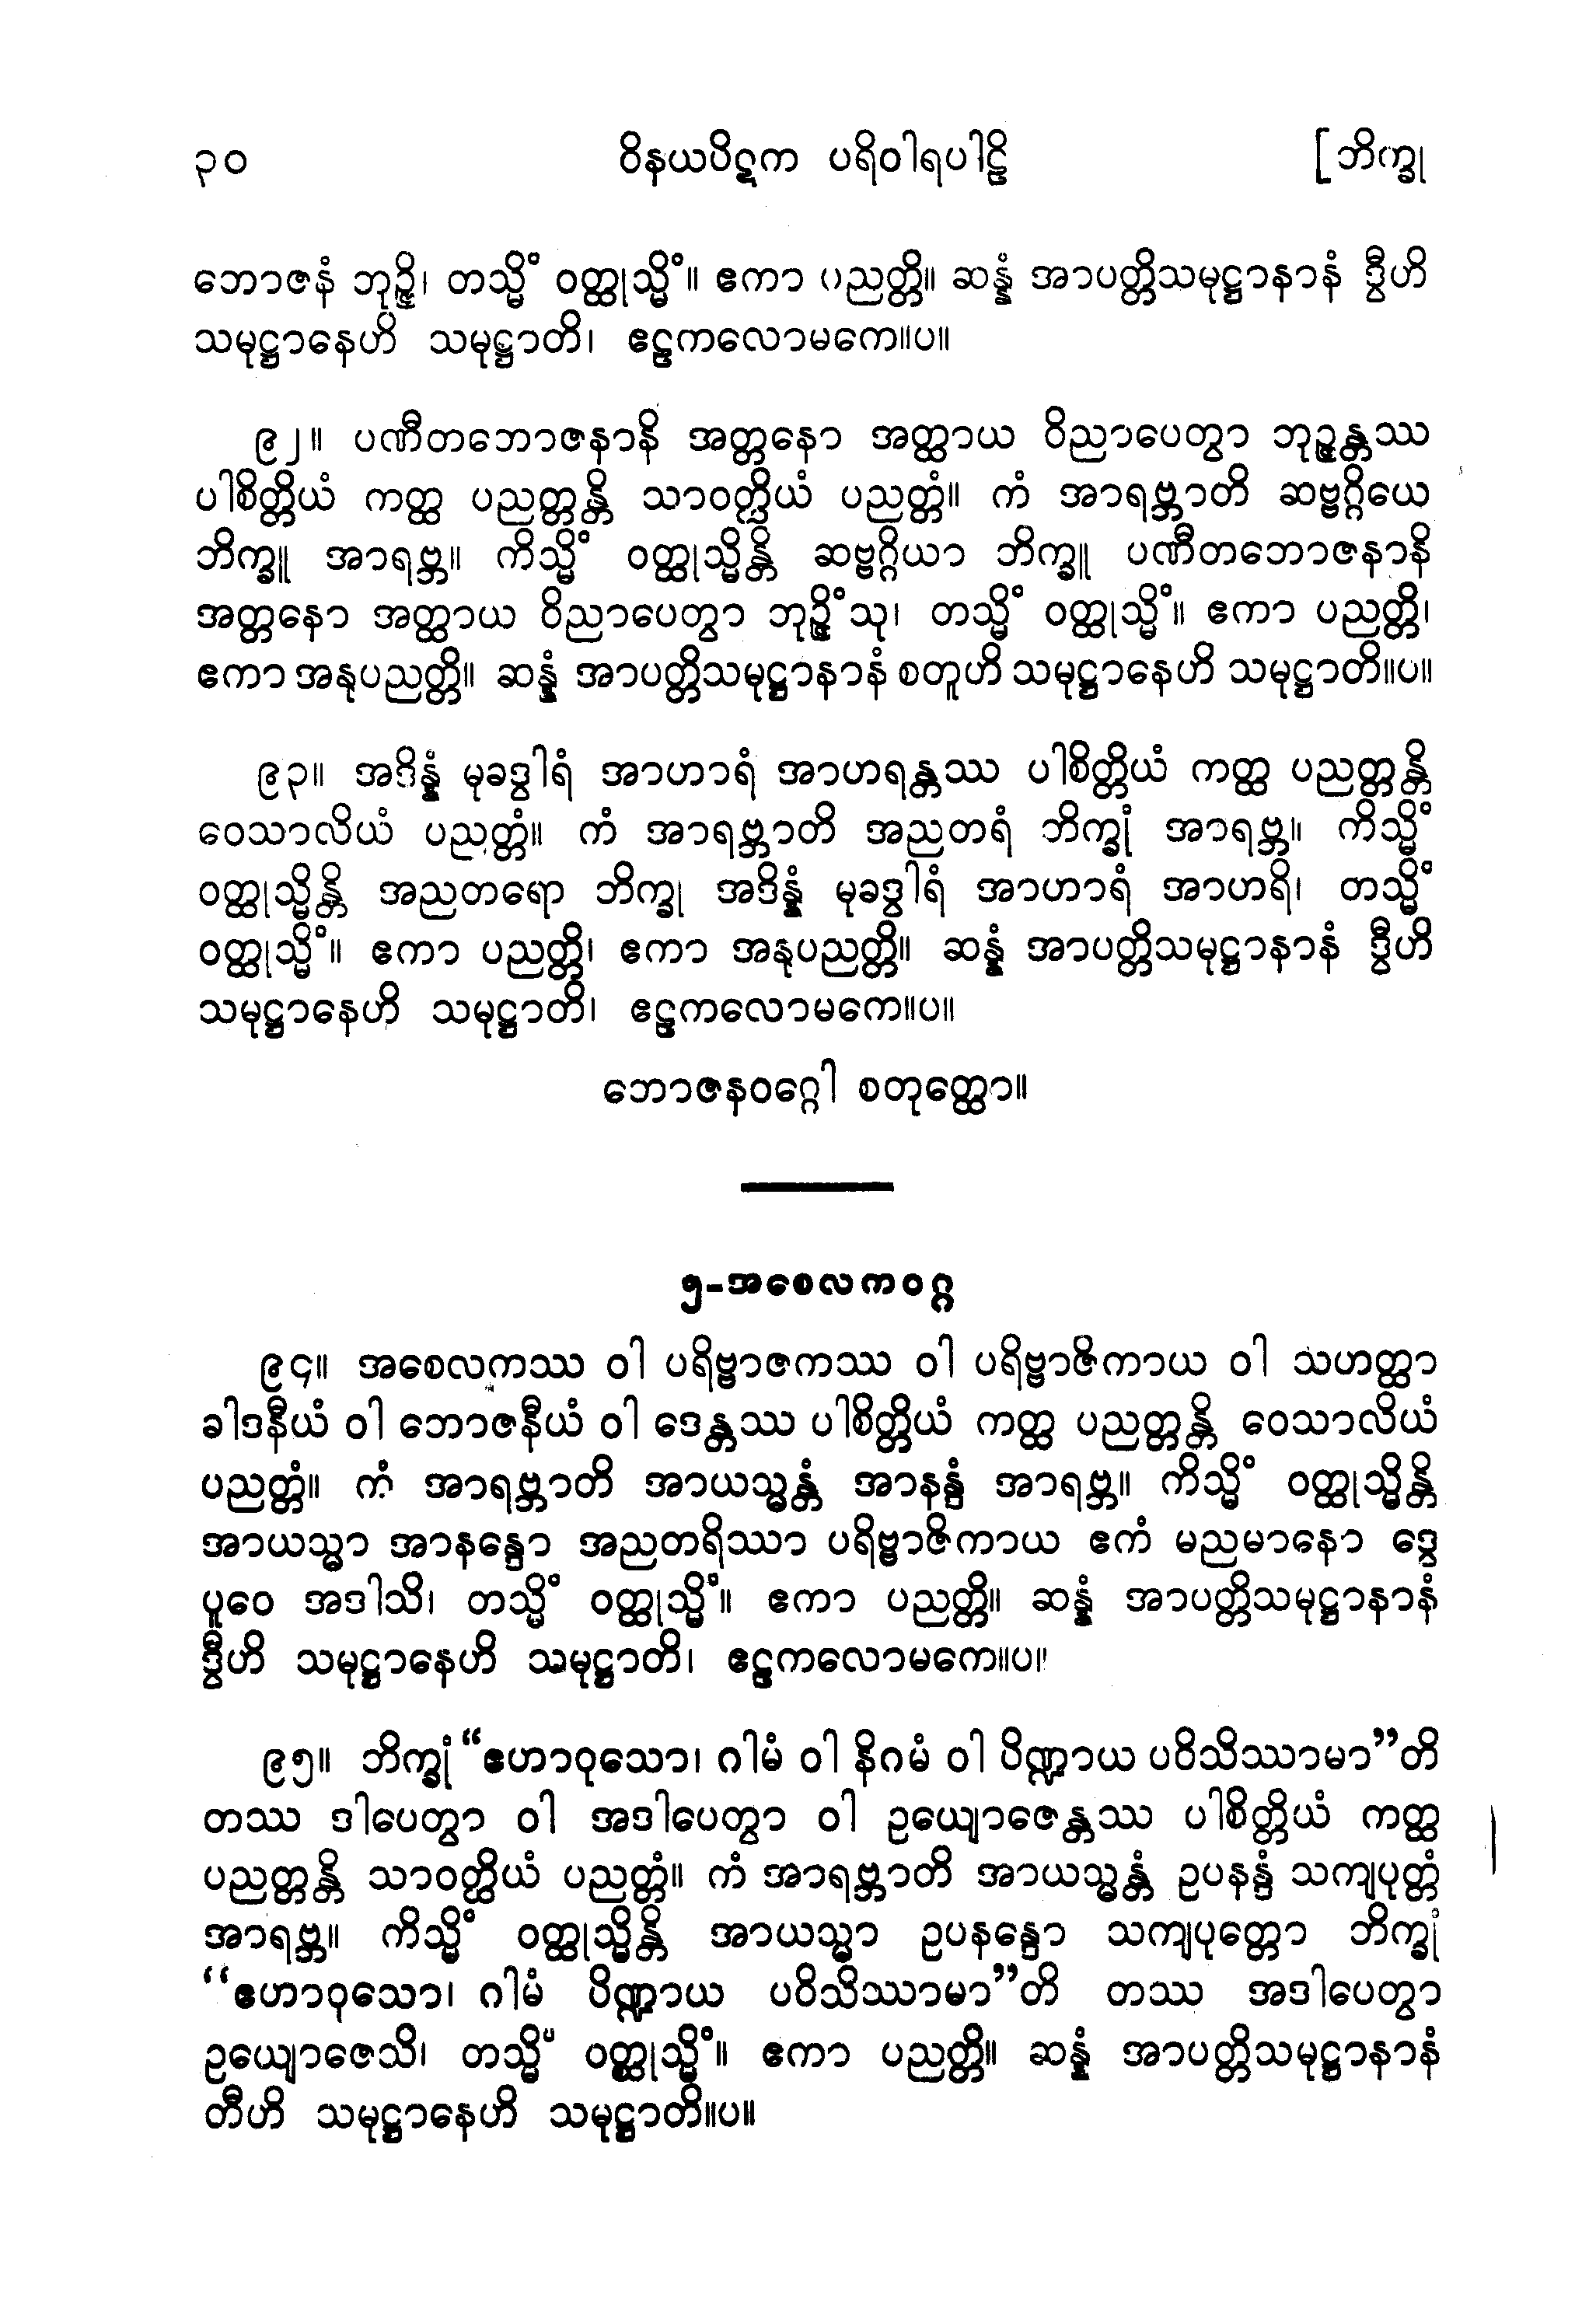 ၃၀ ဝိနယပိဋက ပရိဝါရပါဠိ [ဘိက္ခု
ဘောဇနံ ဘုဉ္ဇိ၊ တသ္မိံ ဝတ္ထုသ္မိံ။ ဧကာ ပညတ္တိ။ ဆန္နံ အာပတ္တိသမုဋ္ဌာနာနံ ဒွီဟိ
သမုဋ္ဌာနေဟိ သမုဋ္ဌာတိ၊ ဧဠကလောမကေ။ပ။
၉၂။ ပဏီတဘောဇနာနိ အတ္တနော အတ္ထာယ ဝိညာပေတွာ ဘုဉ္ဇန္တဿ
ပါစိတ္တိယံ ကတ္ထ ပညတ္တန္တိ သာဝတ္ထိယံ ပညတ္တံ။ ကံ အာရဗ္ဘာတိ ဆဗ္ဗဂ္ဂိယေ
ဘိက္ခူ အာရဗ္ဘ။ ကိသ္မိံ ဝတ္ထုသ္မိန္တိ ဆဗ္ဗဂ္ဂိယာ ဘိက္ခူ ပဏီတဘောဇနာနိ
အတ္တနော အတ္ထာယ ဝိညာပေတွာ ဘုဉ္ဇိံသု၊ တသ္မိံ ဝတ္ထုသ္မိံ။ ဧကာ ပညတ္တိ၊
ဧကာ အနုပညတ္တိ။ ဆန္နံ အာပတ္တိသမုဋ္ဌာနာနံ စတူဟိ သမုဋ္ဌာနေဟိ သမုဋ္ဌာတိ။ပ။
၉၃။ အဒိန္နံ မုခဒွါရံ အာဟာရံ အာဟရန္တဿ ပါစိတ္တိယံ ကတ္ထ ပညတ္တန္တိ
ဝေသာလိယံ ပညတ္တံ။ ကံ အာရဗ္ဘာတိ အညတရံ ဘိက္ခုံ အာရဗ္ဘ။ ကိသ္မိံ
ဝတ္ထုသ္မိန္တိ အညတရော ဘိက္ခု အဒိန္နံ မုခဒွါရံ အာဟာရံ အာဟရိ၊ တသ္မိံ
ဝတ္ထုသ္မိံ။ ဧကာ ပညတ္တိ၊ ဧကာ အနုပညတ္တိ။ ဆန္နံ အာပတ္တိသမုဋ္ဌာနာနံ ဒွီဟိ
သမုဋ္ဌာနေဟိ သမုဋ္ဌာတိ၊ ဧဠကလောမကေ။ပ။
ဘောဇနဝဂ္ဂေါ စတုတ္ထော။
၅-အစေလကဝဂ္ဂ
၉၄။ အစေလကဿ ဝါ ပရိဗ္ဗာဇကဿ ဝါ ပရိဗ္ဗာဇိကာယ ဝါ သဟတ္ထာ
ခါဒနီယံ ဝါ ဘောဇနီယံ ဝါ ဒေန္တဿ ပါစိတ္တိယံ ကတ္ထ ပညတ္တန္တိ ဝေသာလိယံ
ပညတ္တံ။ ကံ အာရဗ္ဘာတိ အာယသ္မန္တံ အာနန္ဒံ အာရဗ္ဘ။ ကိသ္မိံ ဝတ္ထုသ္မိန္တိ
အာယသ္မာ အာနန္ဒော အညတရိဿာ ပရိဗ္ဗာဇိကာယ ဧကံ မညမာနော ဒွေ
ပူဝေ အဒါသိ၊ တသ္မိံ ဝတ္ထုသ္မိံ။ ဧကာ ပညတ္တိ။ ဆန္နံ အာပတ္တိသမုဋ္ဌာနာနံ
ဒွီဟိ သမုဋ္ဌာနေဟိ သမုဋ္ဌာတိ၊ ဧဠကလောမကေ။ပ။
၉၅။ ဘိက္ခုံ “ဧဟာဝုသော၊ ဂါမံ ဝါ နိဂမံ ဝါ ပိဏ္ဍာယ ပဝိသိဿာမာ”တိ
တဿ ဒါပေတွာ ဝါ အဒါပေတွာ ဝါ ဥယျောဇေန္တဿ ပါစိတ္တိယံ ကတ္ထ
ပညတ္တန္တိ သာဝတ္ထိယံ ပညတ္တံ။ ကံ အာရဗ္ဘာတိ အာယသ္မန္တံ ဥပနန္ဒံ သကျပုတ္တံ
အာရဗ္ဘ။ ကိသ္မိံ ဝတ္ထုသ္မိန္တိ အာယသ္မာ ဥပနန္ဒော သကျပုတ္တော ဘိက္ခုံ
“ဧဟာဝုသော၊ ဂါမံ ပိဏ္ဍာယ ပဝိသိဿာမာ”တိ တဿ အဒါပေတွာ
ဥယျောဇေသိ၊ တသ္မိံ ဝတ္ထုသ္မိံ။ ဧကာ ပညတ္တိ။ ဆန္နံ အာပတ္တိသမုဋ္ဌာနာနံ
တီဟိ သမုဋ္ဌာနေဟိ သမုဋ္ဌာတိ။ပ။